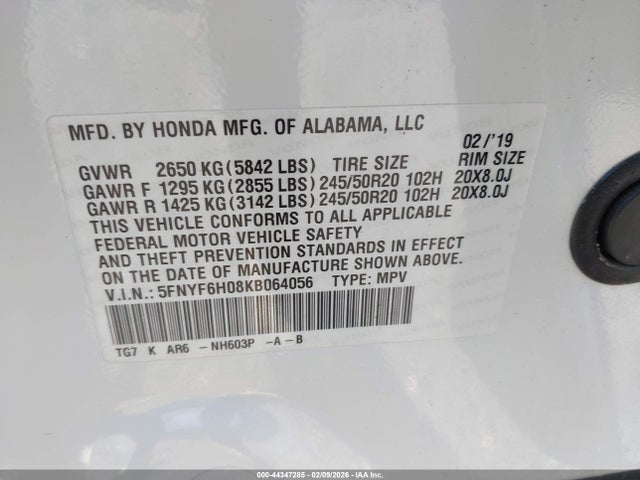 MFD. BY HONDA MFG. OF ALABAMA, LLC
02/'19
GVWR 2650 KG(5842 LBS) TIRE SIZE RIM SIZE
GAWR F 1295 KG(2855 LBS)245/50R20 102H 20X8.0J
GAWR R 1425 KG(3142 LBS)245/50R20 102H 20X8.0J
THIS VEHICLE CONFORMS TO ALL APPLICABLE
FEDERAL MOTOR VEHICLE SAFETY
AND THEFT PREVENTION STANDARDS IN EFFECT
ON THE DATE OF MANUFACTURE SHOWN ABOVE.
V.I.N.: 5FNYF6H08KB064056 TYPE: MPV
TG7 K AR6 -NH603P -A-B
000-44347285 - 02/09/2026 - IAA Inc.